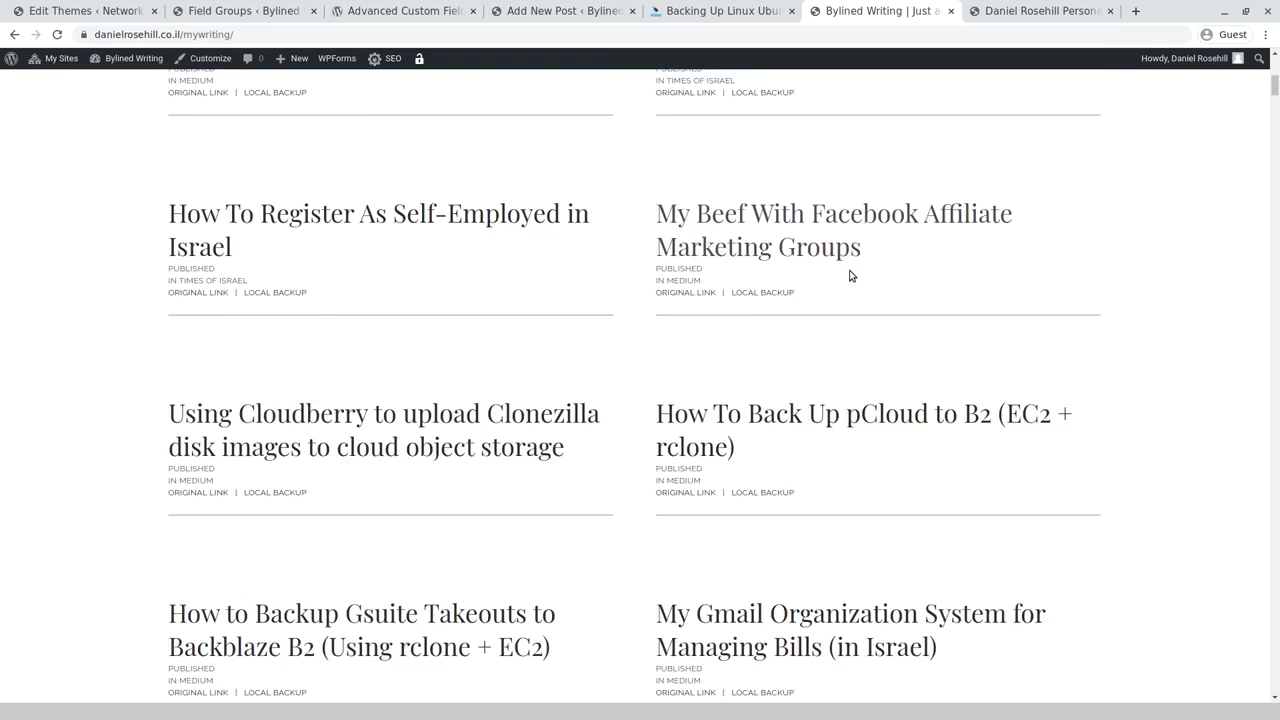 Edit Themes ‹ Network
Field Groups ‹ Bylined
Advanced Custom Fiel
Add New Post ‹ Bylined
Backing Up Linux Ubun
Bylined Writing | Just a
Daniel Rosehill Persona
danielrosehill.co.il/mywriting/
Guest
My Sites
Bylined Writing
Customize
0
New
WPForms
SEO
Howdy, Daniel Rosehill
PUBLISHED
IN MEDIUM
ORIGINAL LINK | LOCAL BACKUP
PUBLISHED
IN TIMES OF ISRAEL
ORIGINAL LINK | LOCAL BACKUP
How To Register As Self-Employed in
Israel
PUBLISHED
IN TIMES OF ISRAEL
ORIGINAL LINK | LOCAL BACKUP
My Beef With Facebook Affiliate
Marketing Groups
PUBLISHED
IN MEDIUM
ORIGINAL LINK | LOCAL BACKUP
Using Cloudberry to upload Clonezilla
disk images to cloud object storage
PUBLISHED
IN MEDIUM
ORIGINAL LINK | LOCAL BACKUP
How To Back Up pCloud to B2 (EC2 +
rclone)
PUBLISHED
IN MEDIUM
ORIGINAL LINK | LOCAL BACKUP
How to Backup Gsuite Takeouts to
Backblaze B2 (Using rclone + EC2)
PUBLISHED
IN MEDIUM
ORIGINAL LINK | LOCAL BACKUP
My Gmail Organization System for
Managing Bills (in Israel)
PUBLISHED
IN MEDIUM
ORIGINAL LINK | LOCAL BACKUP